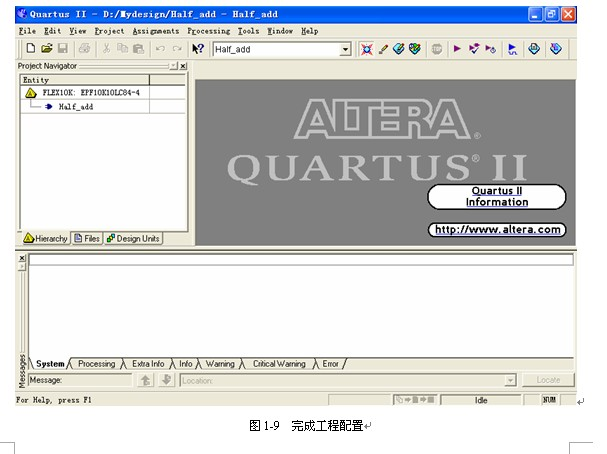 Quartus II - D:/Mydesign/Half_add - Half_add
File Edit View Project Assignments Processing Tools Window Help
Half_add
Project Navigator
Entity
FLEX10K: EPF10K10LC84-4
Half_add
Hierarchy Files Design Units
ALTERA®
QUARTUS® II
Quartus II
Information
http://www.altera.com
Messages
System Processing Extra Info Info Warning Critical Warning Error
Message: Location: Locate
For Help, press F1 Idle NUM
图 1-9 完成工程配置